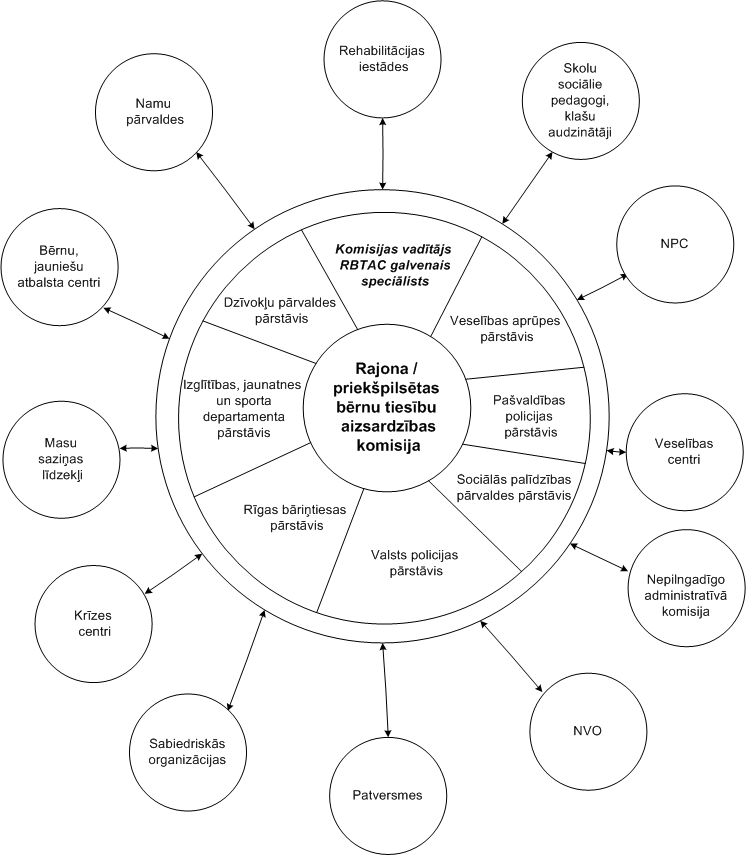 Rehabilitācijas
iestādes
Skolu
sociālie
pedagogi,
klašu
audzinātāji
Namu
pārvaldes
NPC
Bērnu,
jauniešu
atbalsta centri
Komisijas vadītājs
RBTAC galvenais
speciālists
Dzīvokļu pārvaldes
pārstāvis
Veselības aprūpes
pārstāvis
Rajona /
priekšpilsētas
bērnu tiesību
aizsardzības
komisija
Izglītības, jaunatnes
un sporta
departamenta
pārstāvis
Pašvaldības
policijas
pārstāvis
Masu
saziņas
līdzekļi
Veselības
centri
Sociālās palīdzības
pārvaldes pārstāvis
Rīgas bāriņtiesas
pārstāvis
Valsts policijas
pārstāvis
Nepilngadīgo
administratīvā
komisija
Krīzes
centri
NVO
Sabiedriskās
organizācijas
Patversmes